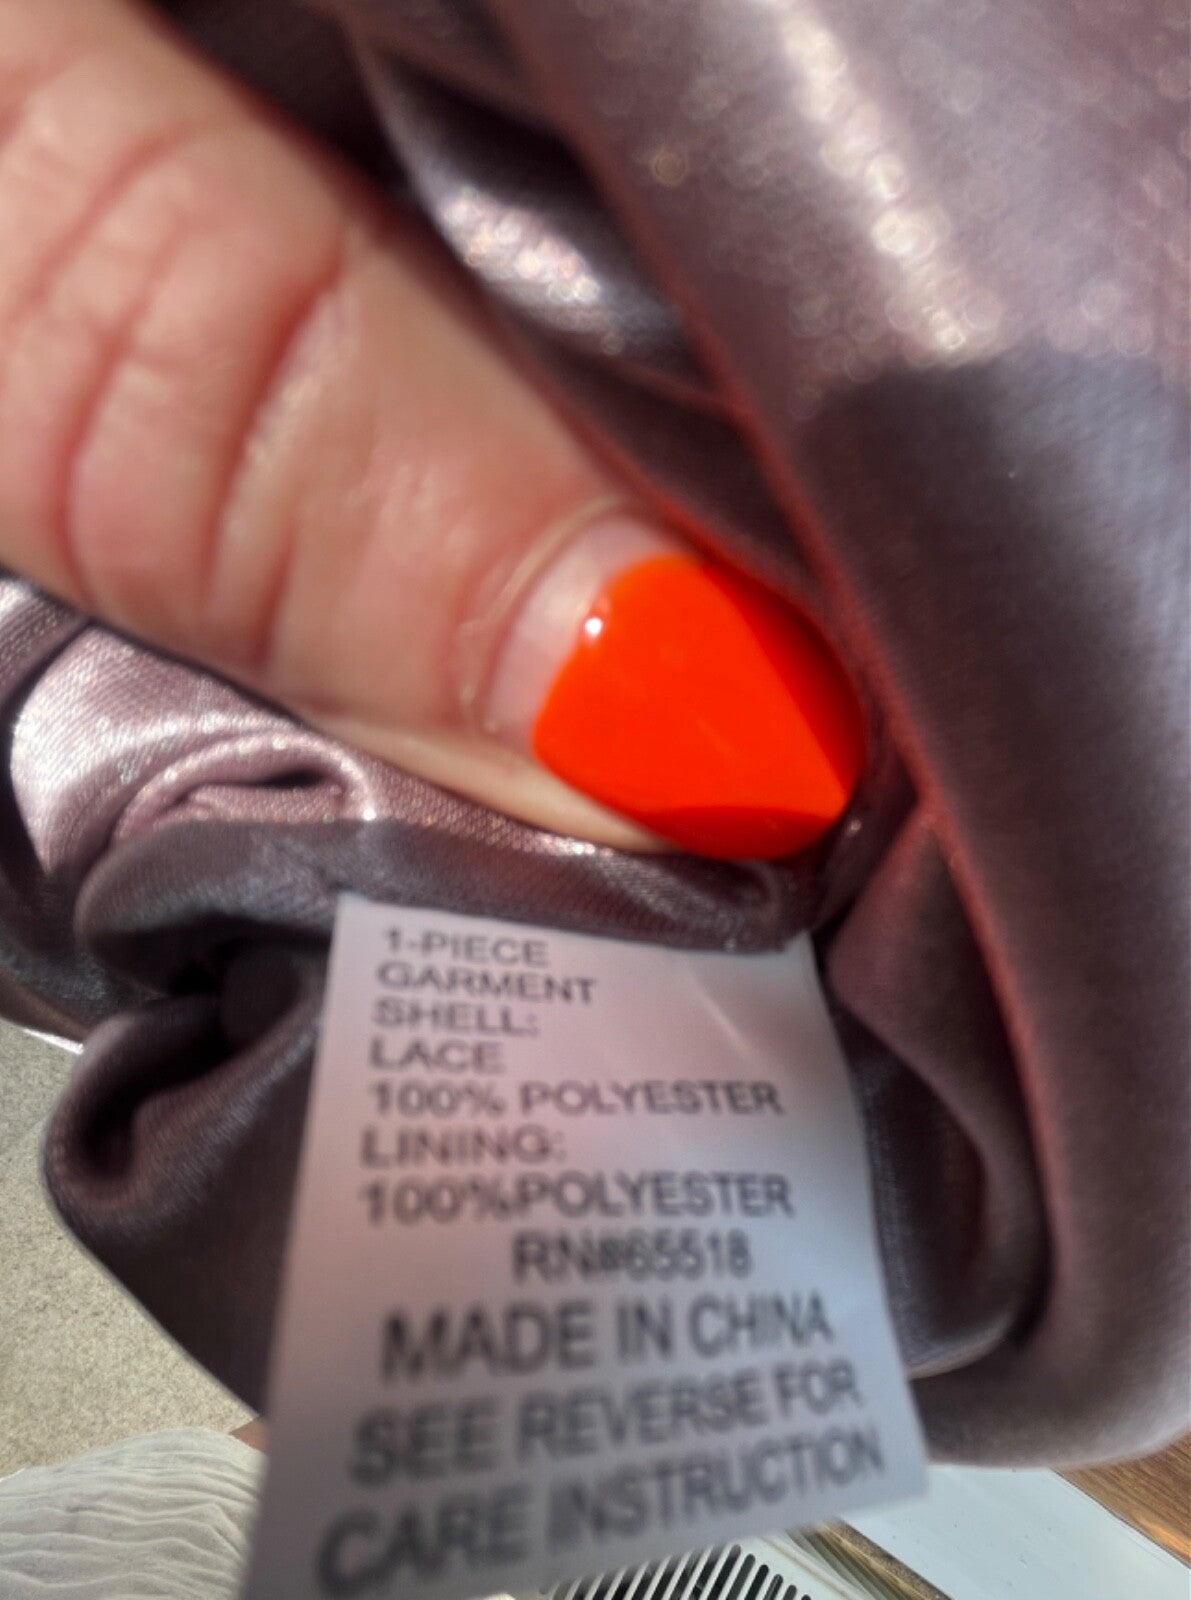 1-PIECE
GARMENT
SHELL:
LACE
100% POLYESTER
LINING:
100%POLYESTER
RN#65518
MADE IN CHINA
SEE REVERSE FOR
CARE INSTRUCTION